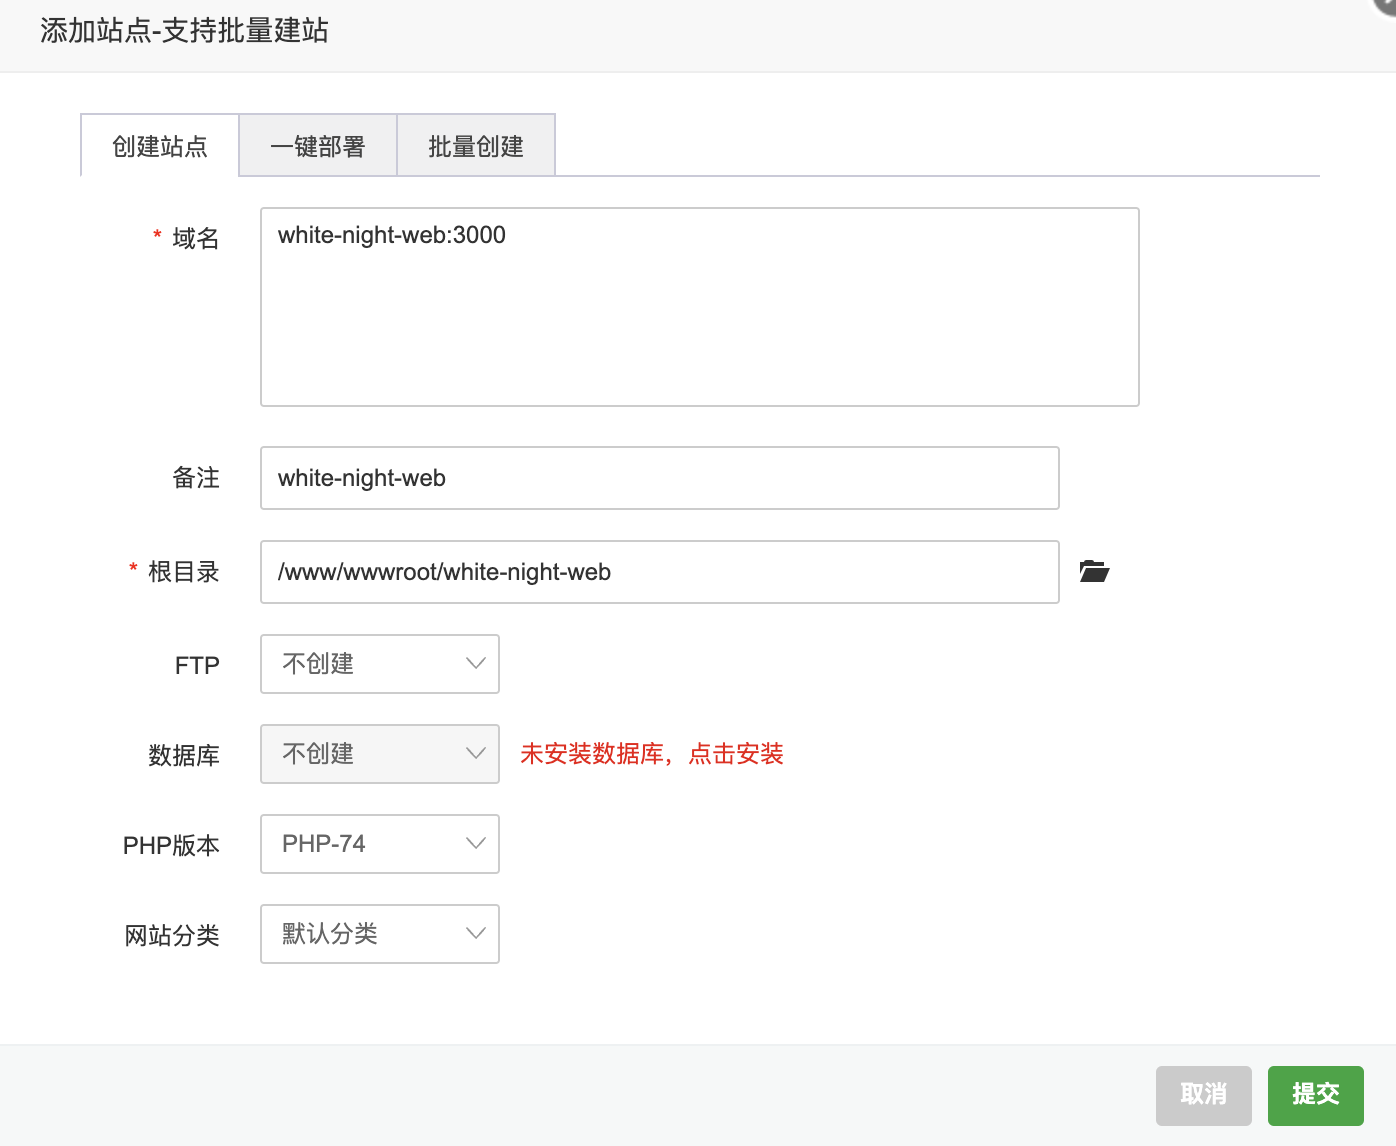 添加站点-支持批量建站
创建站点 一键部署 批量创建
* 域名 white-night-web:3000
备注 white-night-web
* 根目录 /www/wwwroot/white-night-web
FTP 不创建
数据库 不创建 未安装数据库，点击安装
PHP版本 PHP-74
网站分类 默认分类
取消 提交